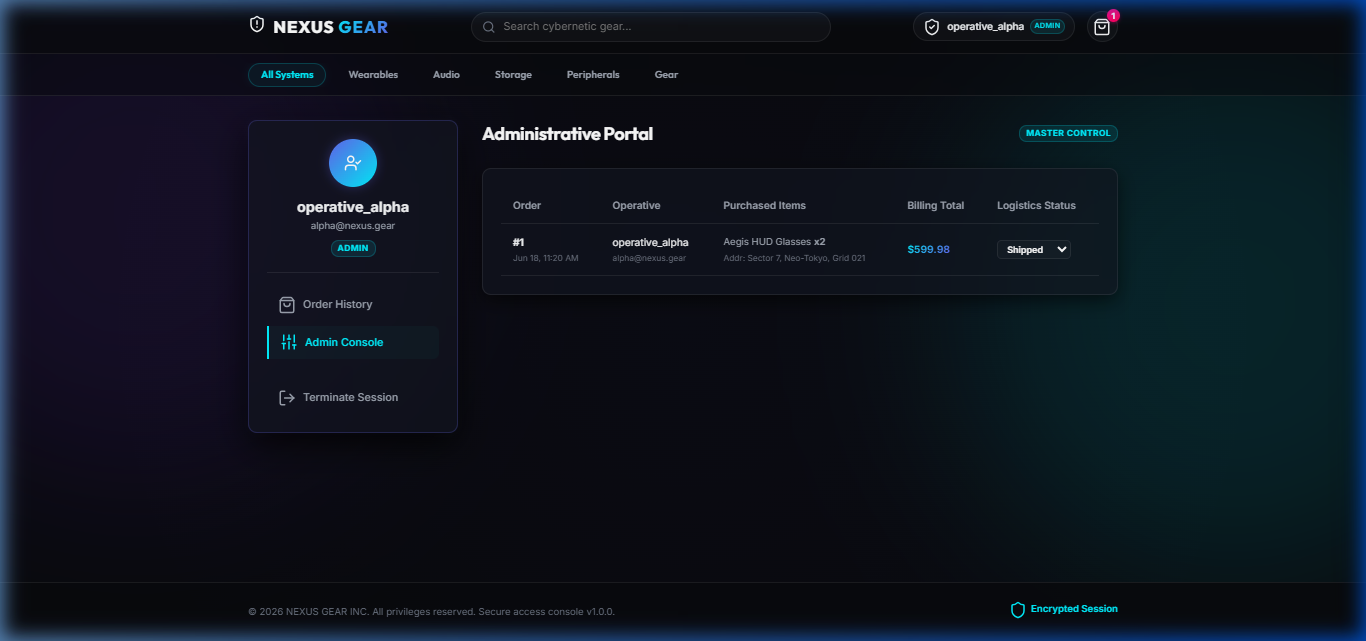 NEXUS GEAR
Search cybernetic gear...
operative_alpha ADMIN
1
All Systems Wearables Audio Storage Peripherals Gear
operative_alpha
alpha@nexus.gear
ADMIN
Order History
Admin Console
Terminate Session
Administrative Portal
MASTER CONTROL
Order Operative Purchased Items Billing Total Logistics Status
#1 operative_alpha Aegis HUD Glasses x2 $599.98 Shipped
Jun 18, 11:20 AM alpha@nexus.gear Addr: Sector 7, Neo-Tokyo, Grid 021
© 2026 NEXUS GEAR INC. All privileges reserved. Secure access console v1.0.0.
Encrypted Session